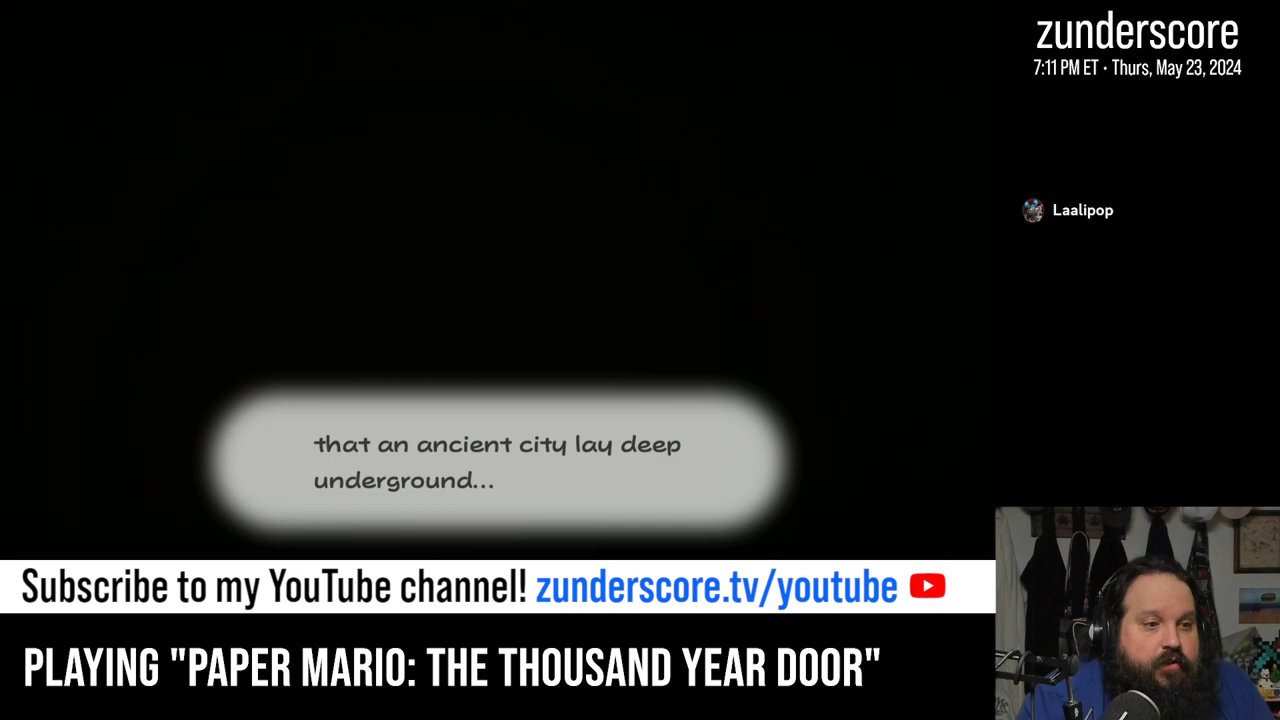 zunderscore
7:11 PM ET · Thurs, May 23, 2024
Laalipop
that an ancient city lay deep
underground...
Subscribe to my YouTube channel! zunderscore.tv/youtube
PLAYING "PAPER MARIO: THE THOUSAND YEAR DOOR"